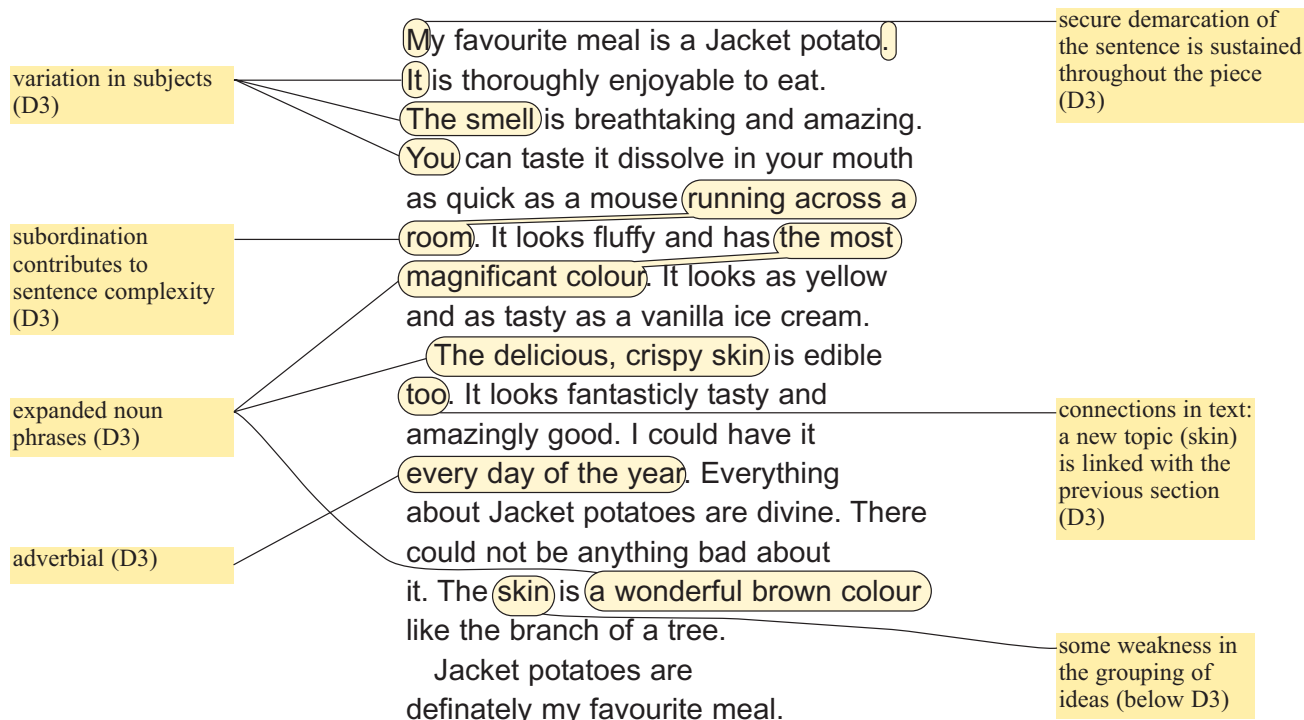 secure demarcation of
the sentence is sustained
throughout the piece
(D3)
My favourite meal is a Jacket potato.
variation in subjects
(D3)
It is thoroughly enjoyable to eat.
The smell is breathtaking and amazing.
You can taste it dissolve in your mouth
as quick as a mouse running across a
subordination
contributes to
sentence complexity
(D3)
room. It looks fluffy and has the most
magnificant colour. It looks as yellow
and as tasty as a vanilla ice cream.
The delicious, crispy skin is edible
expanded noun
phrases (D3)
too. It looks fantasticly tasty and
connections in text:
a new topic (skin)
is linked with the
previous section
(D3)
amazingly good. I could have it
every day of the year. Everything
about Jacket potatoes are divine. There
adverbial (D3)
could not be anything bad about
it. The skin is a wonderful brown colour
like the branch of a tree.
some weakness in
the grouping of
ideas (below D3)
Jacket potatoes are
definately my favourite meal.